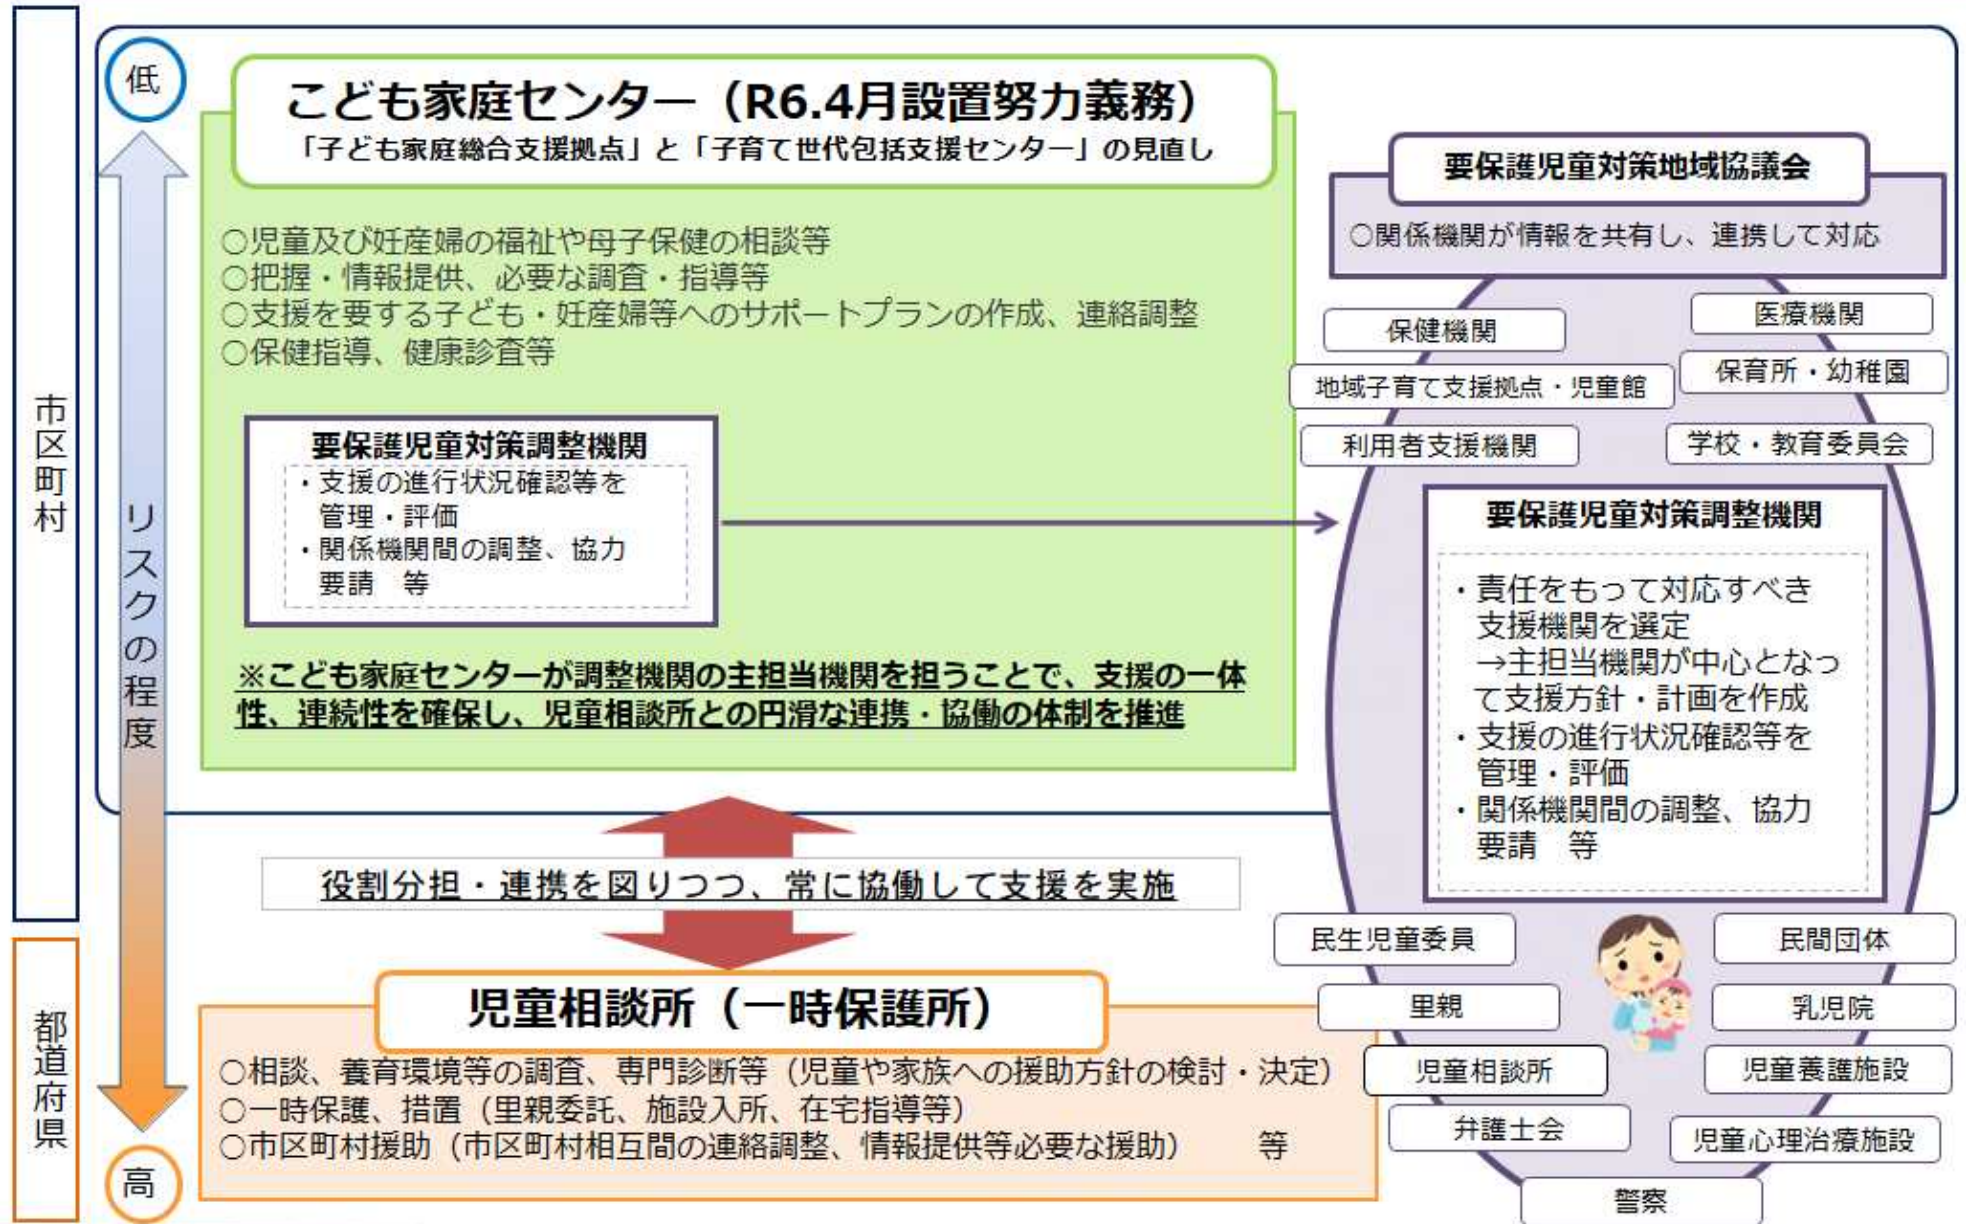 市区町村
都道府県
低
リスクの程度
高
こども家庭センター（R6.4月設置努力義務）
「子ども家庭総合支援拠点」と「子育て世代包括支援センター」の見直し
○児童及び妊産婦の福祉や母子保健の相談等
○把握・情報提供、必要な調査・指導等
○支援を要する子ども・妊産婦等へのサポートプランの作成、連絡調整
○保健指導、健康診査等
要保護児童対策調整機関
・支援の進行状況確認等を
管理・評価
・関係機関間の調整、協力
要請　等
※こども家庭センターが調整機関の主担当機関を担うことで、支援の一体
性、連続性を確保し、児童相談所との円滑な連携・協働の体制を推進
役割分担・連携を図りつつ、常に協働して支援を実施
児童相談所（一時保護所）
○相談、養育環境等の調査、専門診断等（児童や家族への援助方針の検討・決定）
○一時保護、措置（里親委託、施設入所、在宅指導等）
○市区町村援助（市区町村相互間の連絡調整、情報提供等必要な援助）　　等
要保護児童対策地域協議会
○関係機関が情報を共有し、連携して対応
保健機関
医療機関
地域子育て支援拠点・児童館
保育所・幼稚園
利用者支援機関
学校・教育委員会
要保護児童対策調整機関
・責任をもって対応すべき
支援機関を選定
→主担当機関が中心となっ
て支援方針・計画を作成
・支援の進行状況確認等を
管理・評価
・関係機関間の調整、協力
要請　等
民生児童委員
民間団体
里親
乳児院
児童相談所
児童養護施設
弁護士会
児童心理治療施設
警察